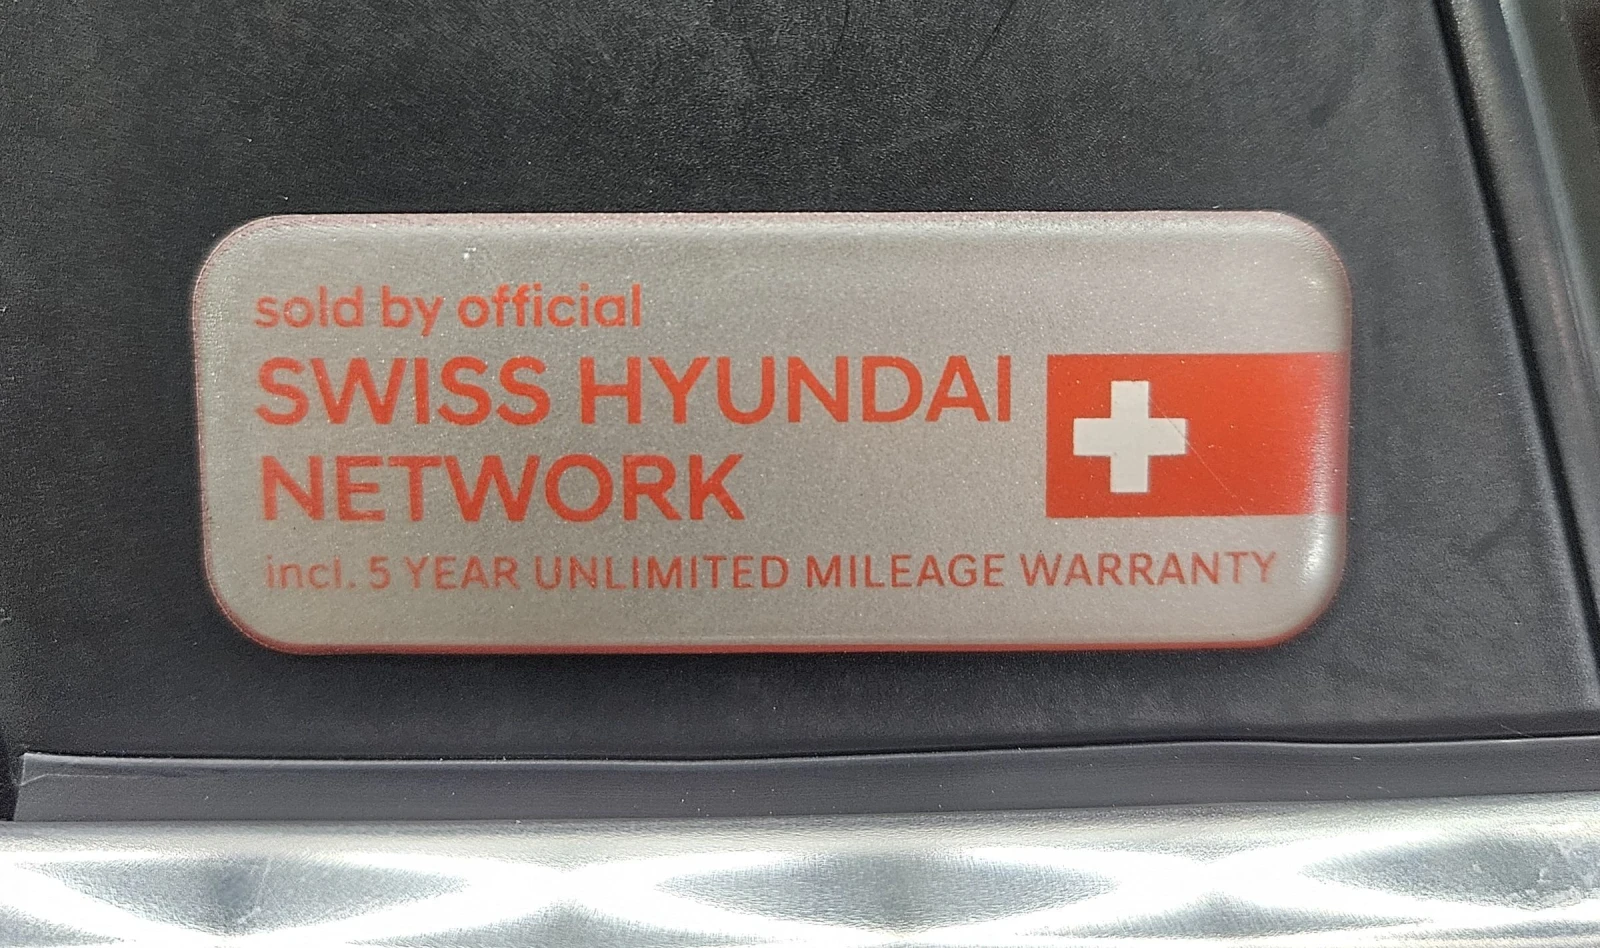 sold by official
SWISS HYUNDAI
NETWORK
incl. 5 YEAR UNLIMITED MILEAGE WARRANTY